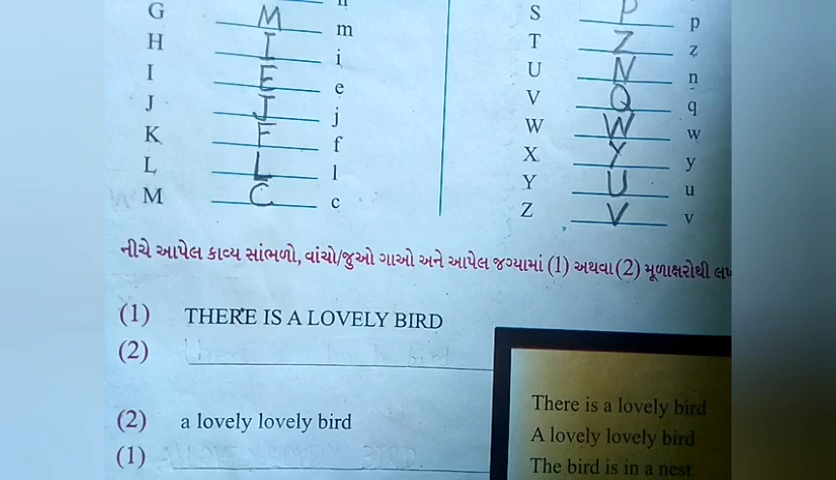 G M m
H I i
I E e
J J j
K F f
L L l
M C c
S P p
T Z z
U N n
V Q q
W W w
X Y y
Y U u
Z V v
નીચે આપેલ કાવ્ય સાંભળો, વાંચો/જુઓ ગાઓ અને આપેલ જગ્યામાં (1) અથવા (2) મૂળાક્ષરોથી
(1) THERE IS A LOVELY BIRD
(2)
(2) a lovely lovely bird
(1)
There is a lovely bird
A lovely lovely bird
The bird is in a nest